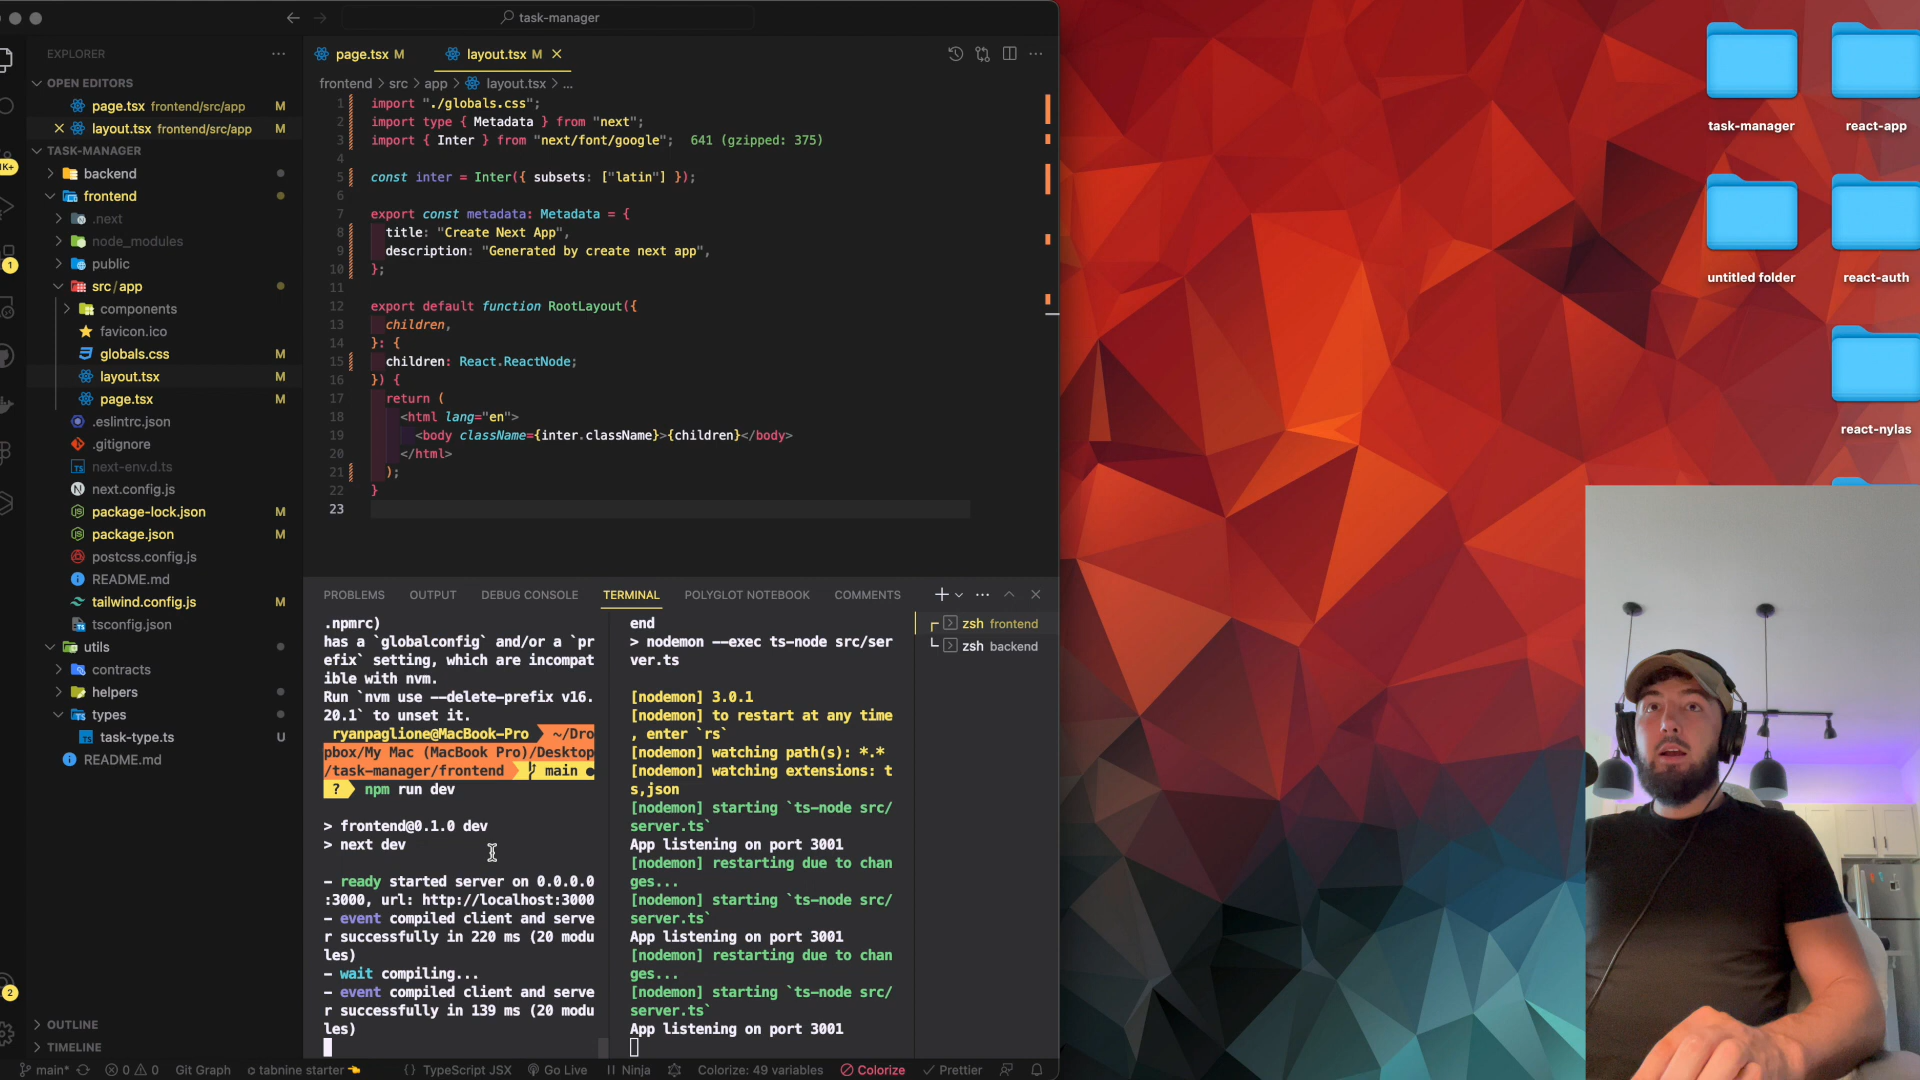 task-manager
EXPLORER
OPEN EDITORS
page.tsx frontend/src/app M
layout.tsx frontend/src/app M
TASK-MANAGER
backend
frontend
.next
node_modules
public
src/app
components
favicon.ico
globals.css M
layout.tsx M
page.tsx M
.eslintrc.json
.gitignore
next-env.d.ts
next.config.js
package-lock.json M
package.json M
postcss.config.js
README.md
tailwind.config.js M
tsconfig.json
utils
contracts
helpers
types
task-type.ts U
README.md
OUTLINE
TIMELINE
1K+
1
2
page.tsx M
layout.tsx M
frontend > src > app > layout.tsx > ...
1 import "./globals.css";
2 import type { Metadata } from "next";
3 import { Inter } from "next/font/google"; 641 (gzipped: 375)
4
5 const inter = Inter({ subsets: ["latin"] });
6
7 export const metadata: Metadata = {
8 title: "Create Next App",
9 description: "Generated by create next app",
10 };
11
12 export default function RootLayout({
13 children,
14 }: {
15 children: React.ReactNode;
16 }) {
17 return (
18 <html lang="en">
19 <body className={inter.className}>{children}</body>
20 </html>
21 );
22 }
23
PROBLEMS OUTPUT DEBUG CONSOLE TERMINAL POLYGLOT NOTEBOOK COMMENTS
.npmrc)
has a `globalconfig` and/or a `pr
efix` setting, which are incompat
ible with nvm.
Run `nvm use --delete-prefix v16.
20.1` to unset it.
ryanpaglione@MacBook-Pro ~/Dro
pbox/My Mac (MacBook Pro)/Desktop
/task-manager/frontend main ●
? npm run dev
> frontend@0.1.0 dev
> next dev
- ready started server on 0.0.0.0
:3000, url: http://localhost:3000
- event compiled client and serve
r successfully in 220 ms (20 modu
les)
- wait compiling...
- event compiled client and serve
r successfully in 139 ms (20 modu
les)
end
> nodemon --exec ts-node src/ser
ver.ts
[nodemon] 3.0.1
[nodemon] to restart at any time
, enter `rs`
[nodemon] watching path(s): *.*
[nodemon] watching extensions: t
s,json
[nodemon] starting `ts-node src/
server.ts`
App listening on port 3001
[nodemon] restarting due to chan
ges...
[nodemon] starting `ts-node src/
server.ts`
App listening on port 3001
[nodemon] restarting due to chan
ges...
[nodemon] starting `ts-node src/
server.ts`
App listening on port 3001
zsh frontend
zsh backend
main* 0 0 Git Graph tabnine starter TypeScript JSX Go Live Ninja Colorize: 49 variables Colorize Prettier
task-manager
react-app
untitled folder
react-auth
react-nylas